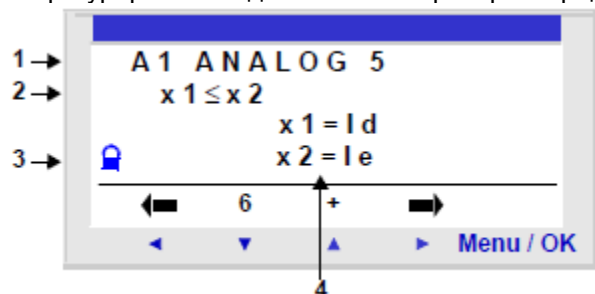 1 A1 ANALOG 5
2 x1≤x2
x1=Id
3 x2=Ie
6 +
Menu / OK
4